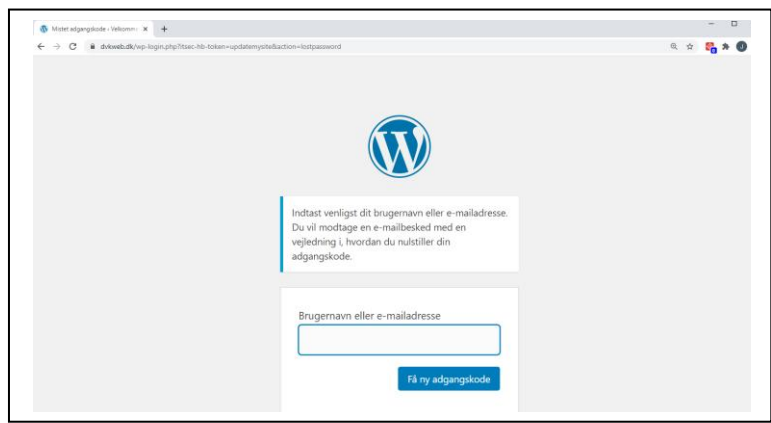 Mistet adgangskode ‹ Velkomm
dvkweb.dk/wp-login.php?itsec-hb-token=updatemysite&action=lostpassword
Indtast venligst dit brugernavn eller e-mailadresse.
Du vil modtage en e-mailbesked med en
vejledning i, hvordan du nulstiller din
adgangskode.
Brugernavn eller e-mailadresse
Få ny adgangskode